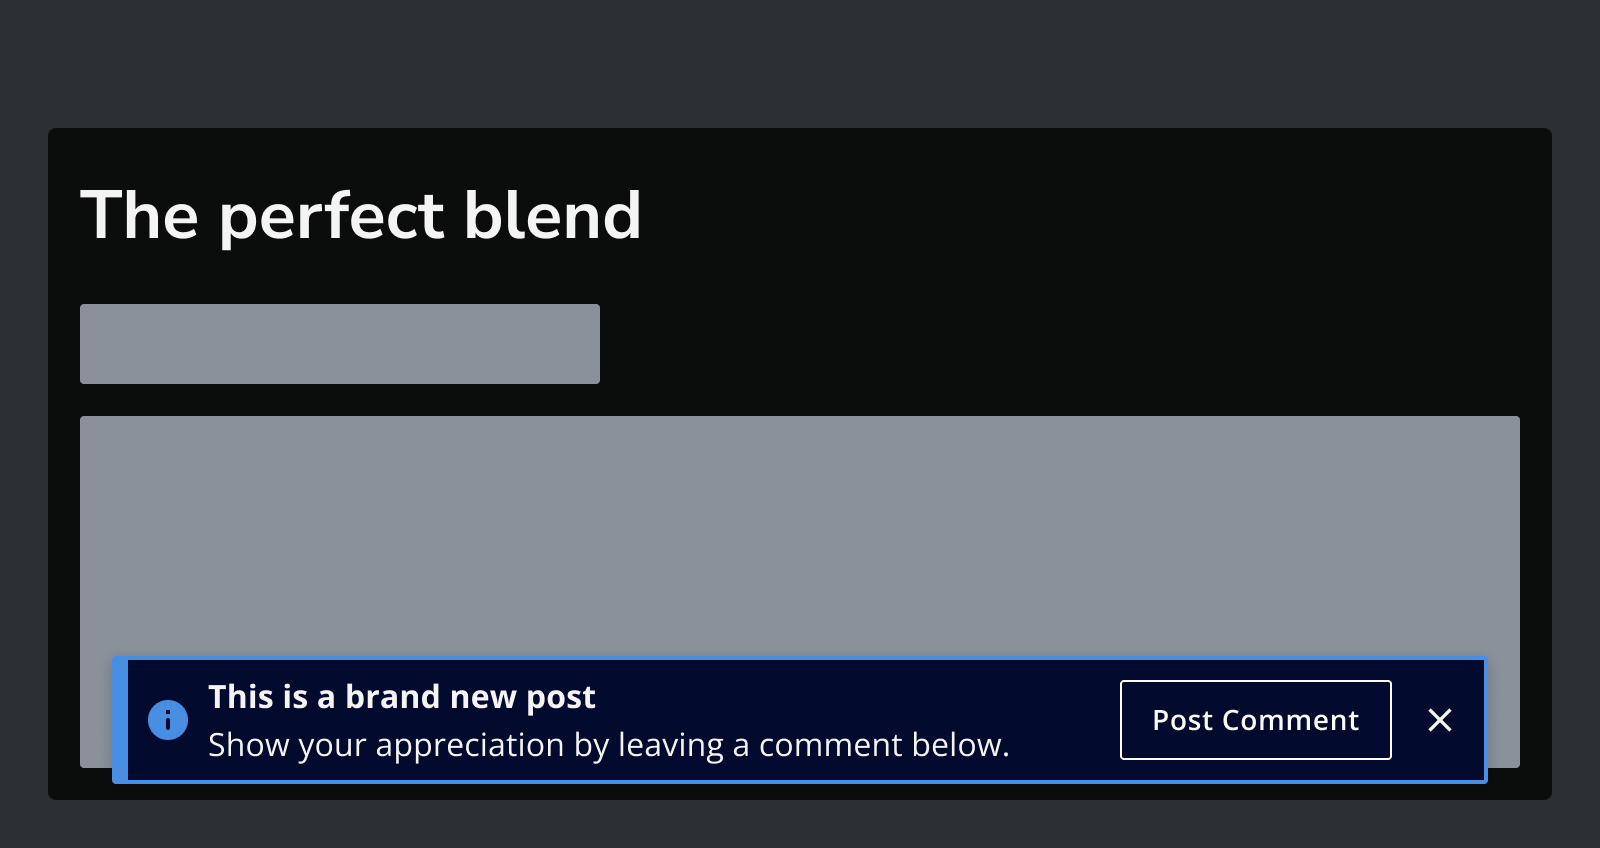 The perfect blend
This is a brand new post
Show your appreciation by leaving a comment below.
Post Comment